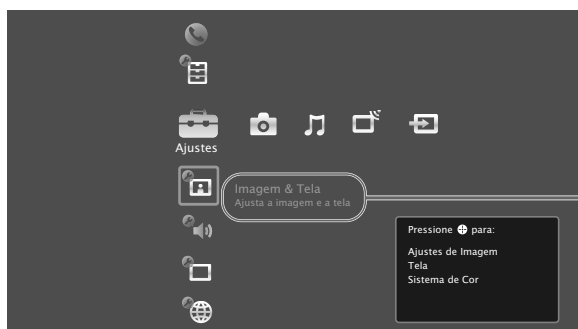 Ajustes
Imagem & Tela
Ajusta a imagem e a tela
Pressione para:
Ajustes de Imagem
Tela
Sistema de Cor